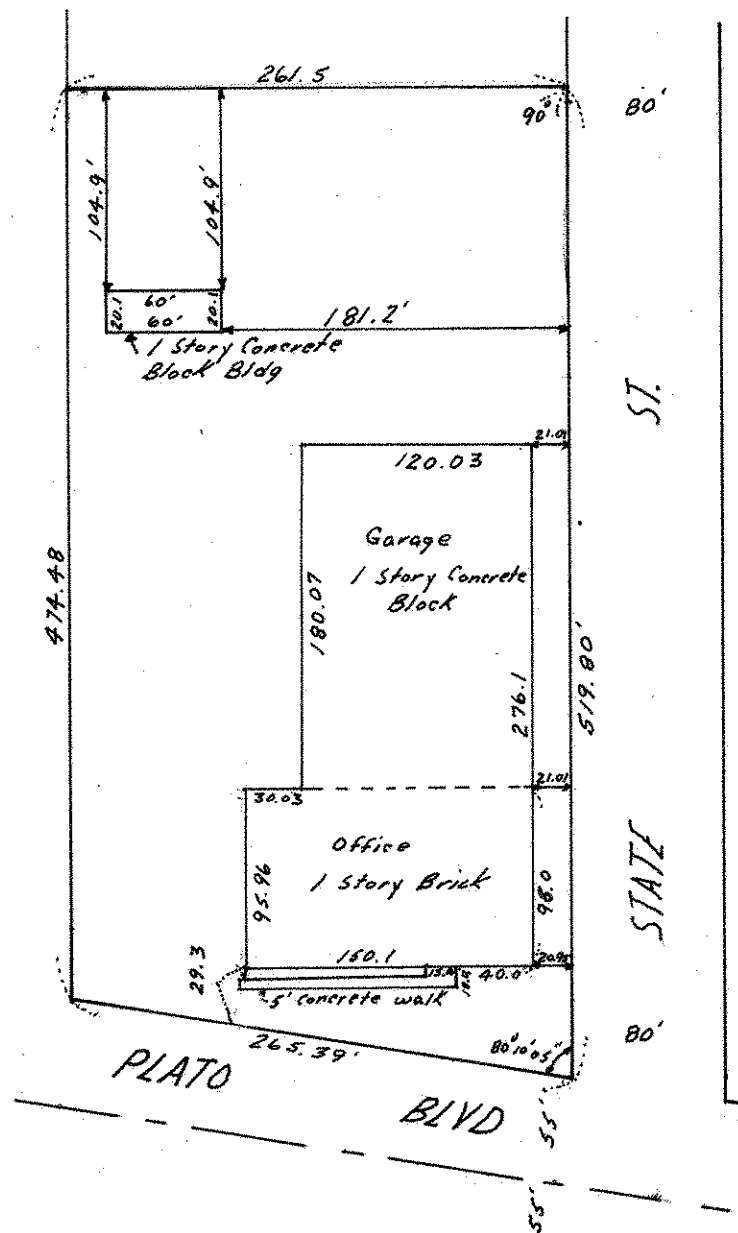 261.5
90°
80'
104.9'
104.9'
20.1
60'
60'
20.1
181.2'
1 Story Concrete
Block Bldg
ST.
21.01
120.03
Garage
1 Story Concrete
Block
474.48
180.07
276.1
519.80'
21.01
30.03
Office
1 Story Brick
95.96
STATE
150.1
40.0
29.3
5' Concrete walk
265.39'
80°10'05"
80'
PLATO
BLVD
55'
55'